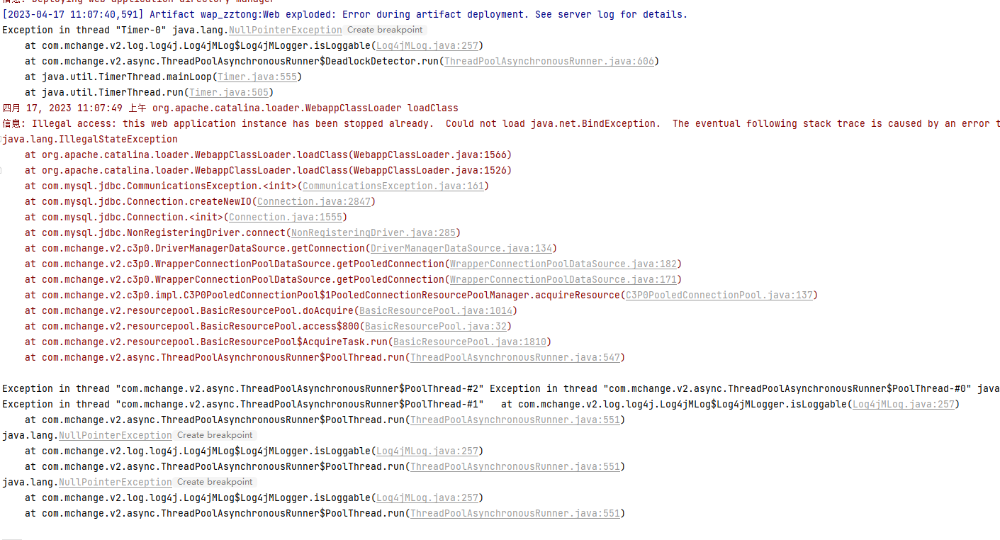 信息: Deploying web application directory manager
[2023-04-17 11:07:40,591] Artifact wap_zztong:Web exploded: Error during artifact deployment. See server log for details.
Exception in thread "Timer-0" java.lang.NullPointerException Create breakpoint
at com.mchange.v2.log.log4j.Log4jMLog$Log4jMLogger.isLoggable(Log4jMLog.java:257)
at com.mchange.v2.async.ThreadPoolAsynchronousRunner$DeadlockDetector.run(ThreadPoolAsynchronousRunner.java:606)
at java.util.TimerThread.mainLoop(Timer.java:555)
at java.util.TimerThread.run(Timer.java:505)
四月 17, 2023 11:07:49 上午 org.apache.catalina.loader.WebappClassLoader loadClass
信息: Illegal access: this web application instance has been stopped already.  Could not load java.net.BindException.  The eventual following stack trace is caused by an error t
java.lang.IllegalStateException
at org.apache.catalina.loader.WebappClassLoader.loadClass(WebappClassLoader.java:1566)
at org.apache.catalina.loader.WebappClassLoader.loadClass(WebappClassLoader.java:1526)
at com.mysql.jdbc.CommunicationsException.<init>(CommunicationsException.java:161)
at com.mysql.jdbc.Connection.createNewIO(Connection.java:2847)
at com.mysql.jdbc.Connection.<init>(Connection.java:1555)
at com.mysql.jdbc.NonRegisteringDriver.connect(NonRegisteringDriver.java:285)
at com.mchange.v2.c3p0.DriverManagerDataSource.getConnection(DriverManagerDataSource.java:134)
at com.mchange.v2.c3p0.WrapperConnectionPoolDataSource.getPooledConnection(WrapperConnectionPoolDataSource.java:182)
at com.mchange.v2.c3p0.WrapperConnectionPoolDataSource.getPooledConnection(WrapperConnectionPoolDataSource.java:171)
at com.mchange.v2.c3p0.impl.C3P0PooledConnectionPool$1PooledConnectionResourcePoolManager.acquireResource(C3P0PooledConnectionPool.java:137)
at com.mchange.v2.resourcepool.BasicResourcePool.doAcquire(BasicResourcePool.java:1014)
at com.mchange.v2.resourcepool.BasicResourcePool.access$800(BasicResourcePool.java:32)
at com.mchange.v2.resourcepool.BasicResourcePool$AcquireTask.run(BasicResourcePool.java:1810)
at com.mchange.v2.async.ThreadPoolAsynchronousRunner$PoolThread.run(ThreadPoolAsynchronousRunner.java:547)
Exception in thread "com.mchange.v2.async.ThreadPoolAsynchronousRunner$PoolThread-#2" Exception in thread "com.mchange.v2.async.ThreadPoolAsynchronousRunner$PoolThread-#0" java
Exception in thread "com.mchange.v2.async.ThreadPoolAsynchronousRunner$PoolThread-#1"   at com.mchange.v2.log.log4j.Log4jMLog$Log4jMLogger.isLoggable(Log4jMLog.java:257)
at com.mchange.v2.async.ThreadPoolAsynchronousRunner$PoolThread.run(ThreadPoolAsynchronousRunner.java:551)
java.lang.NullPointerException Create breakpoint
at com.mchange.v2.log.log4j.Log4jMLog$Log4jMLogger.isLoggable(Log4jMLog.java:257)
at com.mchange.v2.async.ThreadPoolAsynchronousRunner$PoolThread.run(ThreadPoolAsynchronousRunner.java:551)
java.lang.NullPointerException Create breakpoint
at com.mchange.v2.log.log4j.Log4jMLog$Log4jMLogger.isLoggable(Log4jMLog.java:257)
at com.mchange.v2.async.ThreadPoolAsynchronousRunner$PoolThread.run(ThreadPoolAsynchronousRunner.java:551)